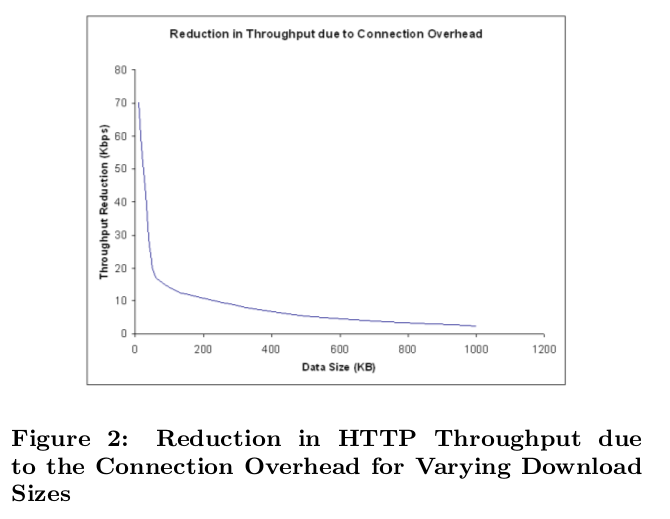 Reduction in Throughput due to Connection Overhead
80
70
60
50
40
30
20
10
0
Throughput Reduction (Kbps)
0 200 400 600 800 1000 1200
Data Size (KB)
Figure 2: Reduction in HTTP Throughput due
to the Connection Overhead for Varying Download
Sizes